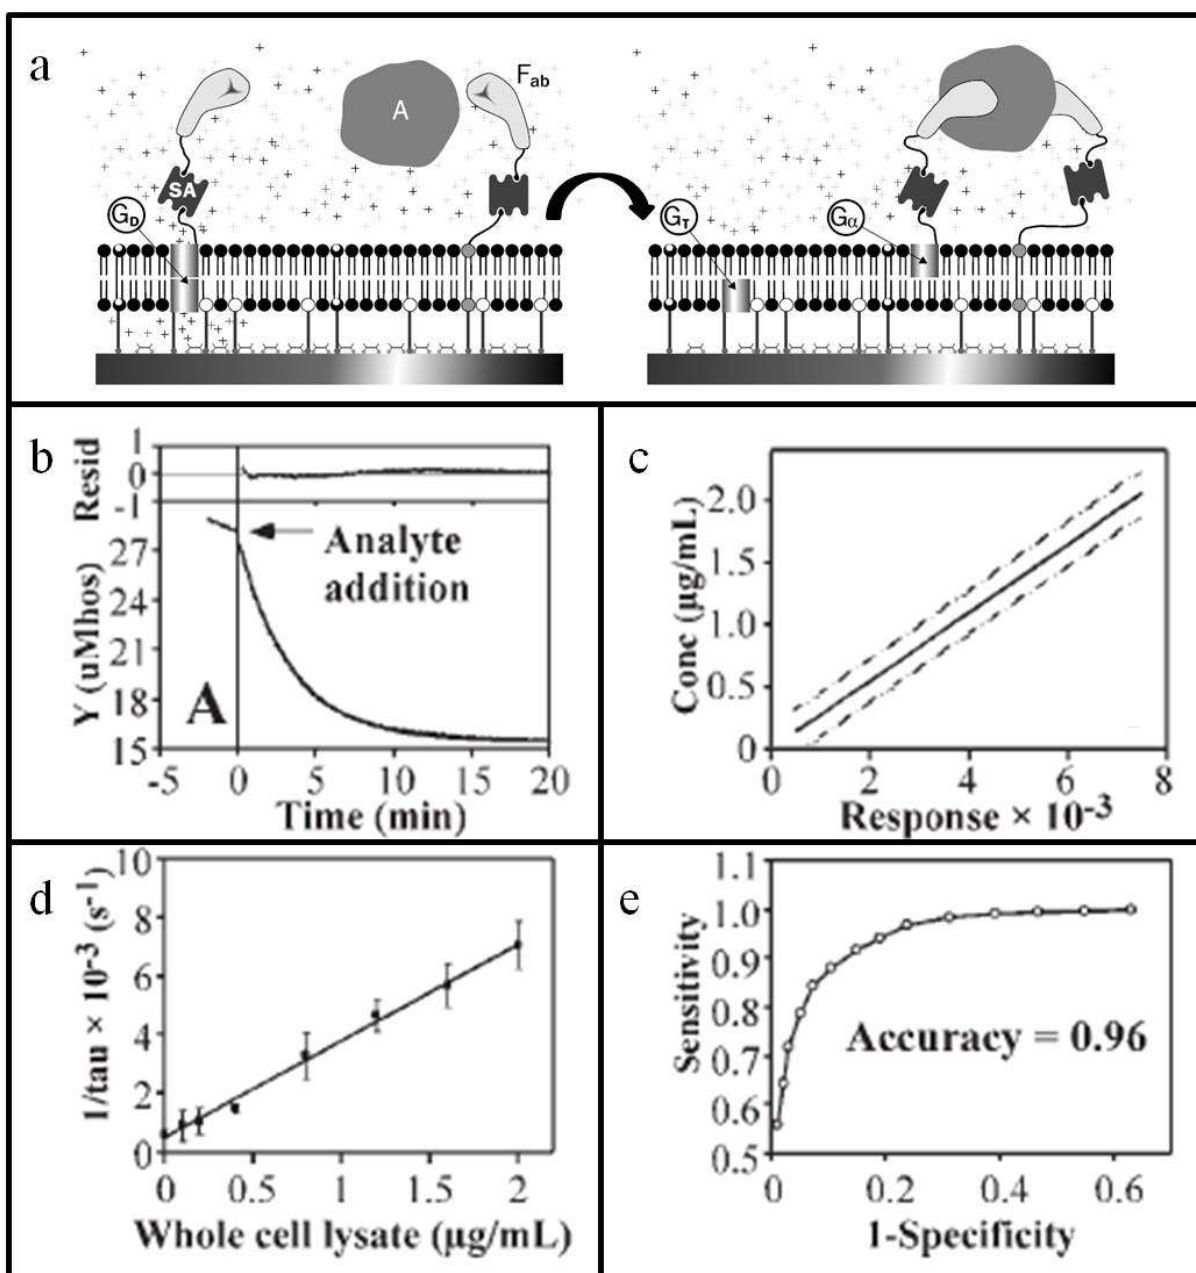 a
F_ab
A
SA
G_D
G_T
G_α
b
Resid
1
0
-1
Y (uMhos)
27
24
21
18
15
Analyte
addition
A
-5 0 5 10 15 20
Time (min)
c
Conc (µg/mL)
2.0
1.5
1.0
0.5
0
0 2 4 6 8
Response × 10⁻³
d
1/tau × 10⁻³ (s⁻¹)
10
8
6
4
2
0
0 0.5 1 1.5 2
Whole cell lysate (µg/mL)
e
Sensitivity
1.1
1.0
0.9
0.8
0.7
0.6
0.5
Accuracy = 0.96
0 0.2 0.4 0.6
1-Specificity